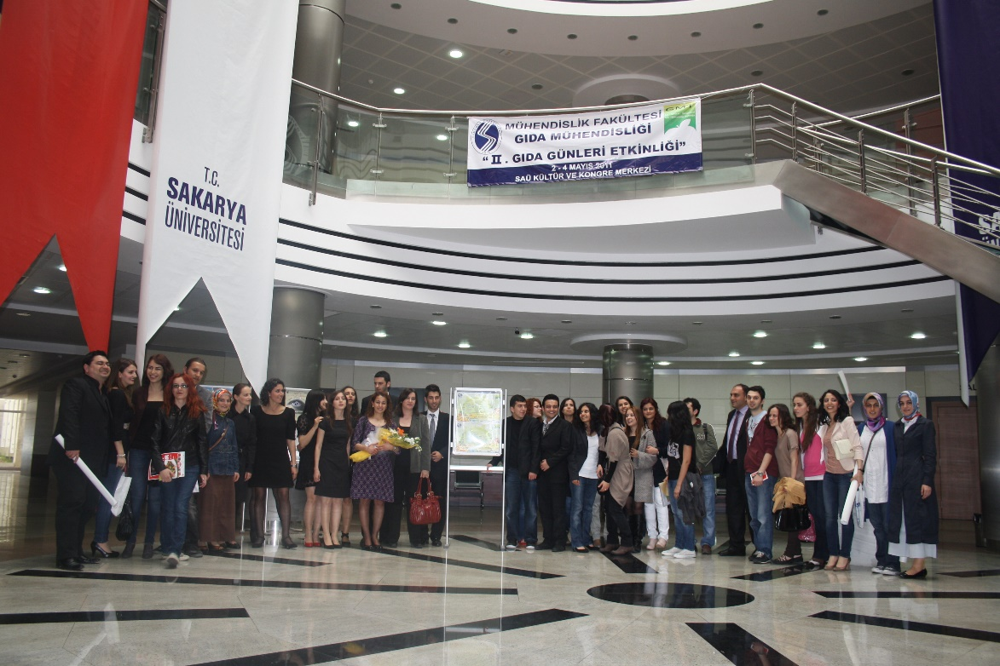 T.C.
SAKARYA
ÜNİVERSİTESİ
MÜHENDİSLİK FAKÜLTESİ
GIDA MÜHENDİSLİĞİ
“ II . GIDA GÜNLERİ ETKİNLİĞİ”
2 - 4 MAYIS 2011
SAÜ KÜLTÜR VE KONGRE MERKEZİ